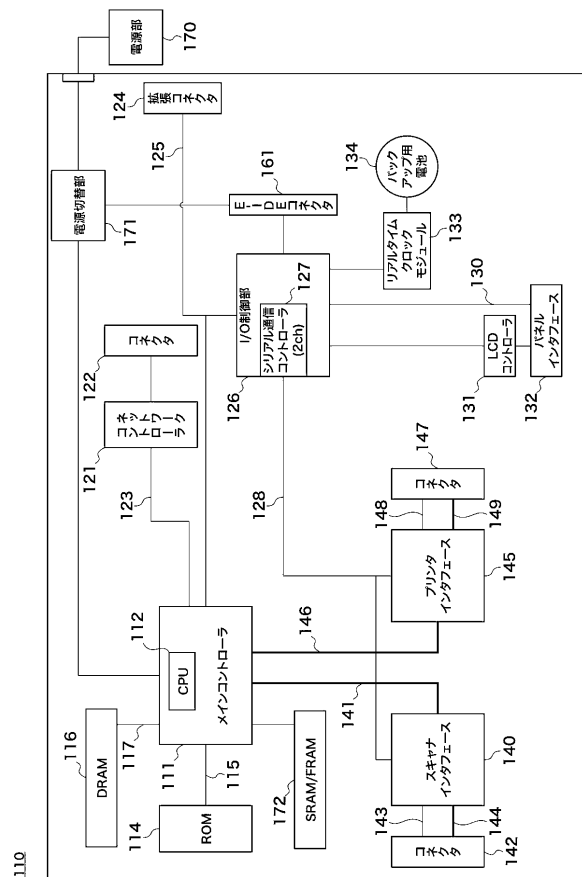 110
116
DRAM
117
112
CPU
メインコントローラ
111
115
114
ROM
172
SRAM/FRAM
123
121
ネットワーク
コントローラ
122
コネクタ
電源切替部
171
電源部
170
124
拡張コネクタ
125
161
E-IDEコネクタ
I/O制御部
127
シリアル通信
コントローラ
(2ch)
126
134
バック
アップ用
電池
リアルタイム
クロック
モジュール
133
130
LCD
コントローラ
131
パネル
インタフェース
132
128
146
141
147
コネクタ
148
149
プリンタ
インタフェース
145
スキャナ
インタフェース
140
143
144
コネクタ
142